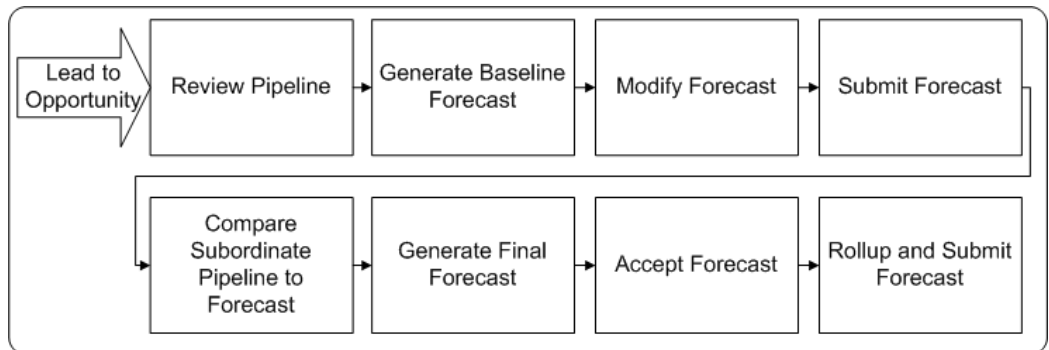 Lead to
Opportunity
Review Pipeline
Generate Baseline
Forecast
Modify Forecast
Submit Forecast
Compare
Subordinate
Pipeline to
Forecast
Generate Final
Forecast
Accept Forecast
Rollup and Submit
Forecast